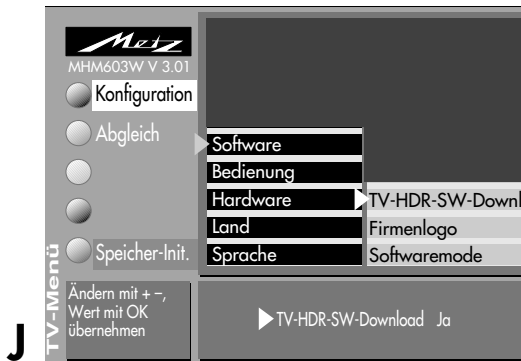 Metz
MHM603W V 3.01
Konfiguration
Abgleich
Speicher-Init.
Software
Bedienung
Hardware
Land
Sprache
TV-HDR-SW-Downl
Firmenlogo
Softwaremode
TV-Menü
Ändern mit + –,
Wert mit OK
übernehmen
TV-HDR-SW-Download Ja
J